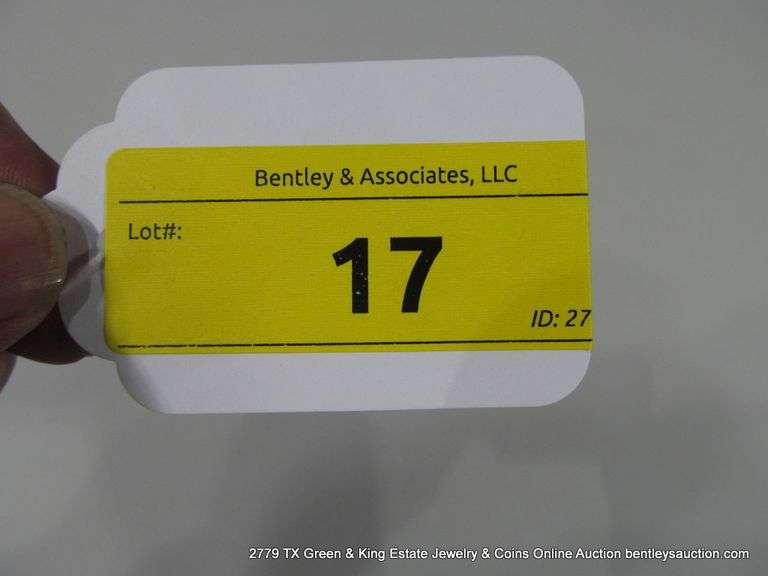 Bentley & Associates, LLC
Lot#:
17
ID: 27
2779 TX Green & King Estate Jewelry & Coins Online Auction bentleysauction.com